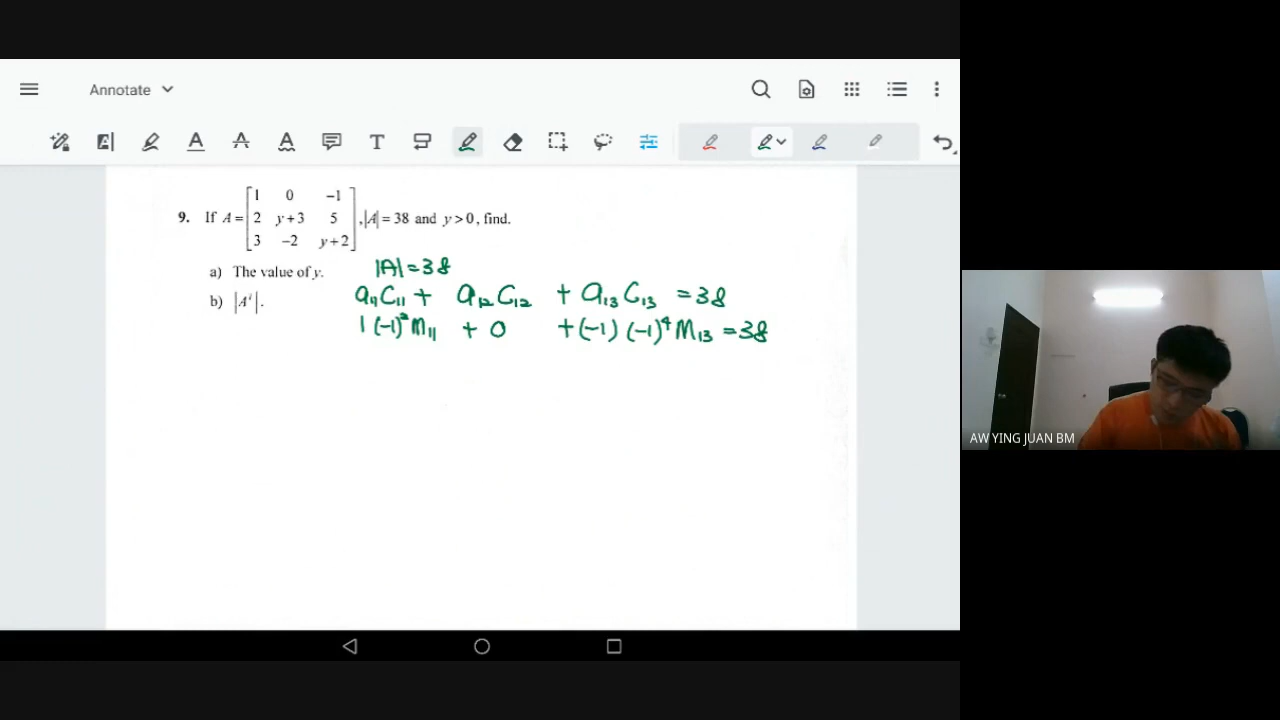 Annotate
9. If A = [1 0 −1
2 y+3 5
3 −2 y+2], |A| = 38 and y > 0, find.
a) The value of y.
b) |Aᵗ|.
|A| = 38
a₁₁C₁₁ + a₁₂C₁₂ + a₁₃C₁₃ = 38
1(-1)²M₁₁ + 0 + (-1)(-1)⁴M₁₃ = 38
AW YING JUAN BM